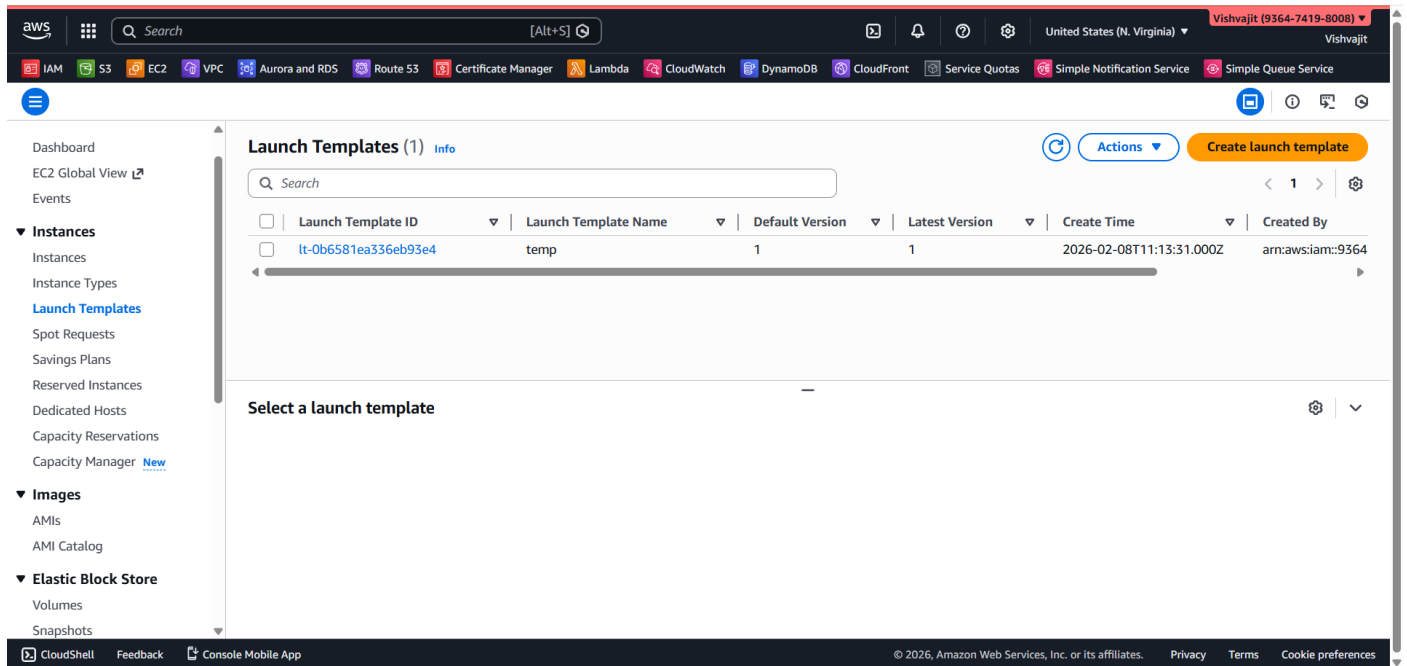 aws
Search [Alt+S] United States (N. Virginia) ▼ Vishvajit (9364-7419-8008) ▼
Vishvajit
IAM S3 EC2 VPC Aurora and RDS Route 53 Certificate Manager Lambda CloudWatch DynamoDB CloudFront Service Quotas Simple Notification Service Simple Queue Service
Dashboard
EC2 Global View
Events
Instances
Instances
Instance Types
Launch Templates
Spot Requests
Savings Plans
Reserved Instances
Dedicated Hosts
Capacity Reservations
Capacity Manager New
Images
AMIs
AMI Catalog
Elastic Block Store
Volumes
Snapshots
Launch Templates (1) Info
Actions ▼ Create launch template
Search
1
Launch Template ID Launch Template Name Default Version Latest Version Create Time Created By
lt-0b6581ea336eb93e4 temp 1 1 2026-02-08T11:13:31.000Z arn:aws:iam::9364
Select a launch template
CloudShell Feedback Console Mobile App © 2026, Amazon Web Services, Inc. or its affiliates. Privacy Terms Cookie preferences